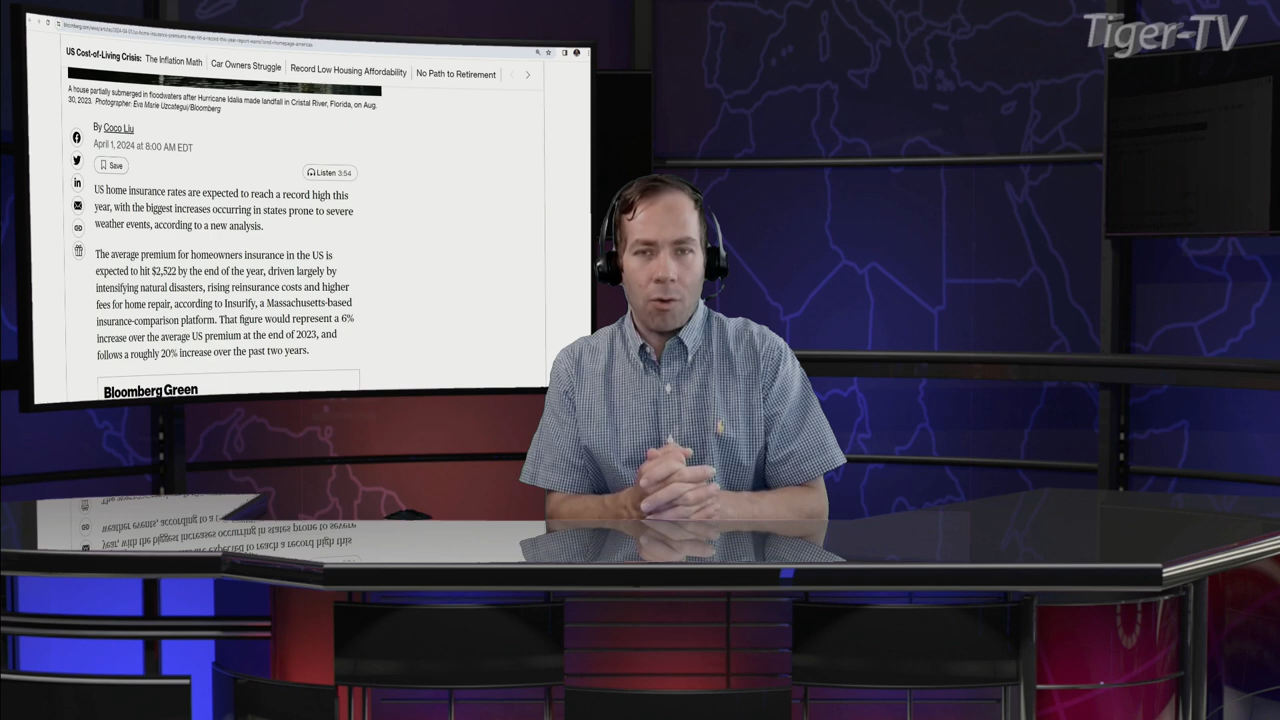 Tiger-TV
US Cost-of-Living Crisis: The Inflation Math Car Owners Struggle Record Low Housing Affordability No Path to Retirement
A house partially submerged in floodwaters after Hurricane Idalia made landfall in Cristal River, Florida, on Aug.
30, 2023. Photographer: Eva Marie Uzcategui/Bloomberg
By Coco Liu
April 1, 2024 at 8:00 AM EDT
Save
Listen 3:54
US home insurance rates are expected to reach a record high this
year, with the biggest increases occurring in states prone to severe
weather events, according to a new analysis.
The average premium for homeowners insurance in the US is
expected to hit $2,522 by the end of the year, driven largely by
intensifying natural disasters, rising reinsurance costs and higher
fees for home repair, according to Insurify, a Massachusetts-based
insurance-comparison platform. That figure would represent a 6%
increase over the average US premium at the end of 2023, and
follows a roughly 20% increase over the past two years.
Bloomberg Green